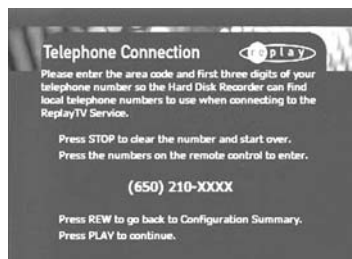 Telephone Connection
replay
Please enter the area code and first three digits of your
telephone number so the Hard Disk Recorder can find
local telephone numbers to use when connecting to the
ReplayTV Service.
Press STOP to clear the number and start over.
Press the numbers on the remote control to enter.
(650) 210-XXXX
Press REW to go back to Configuration Summary.
Press PLAY to continue.